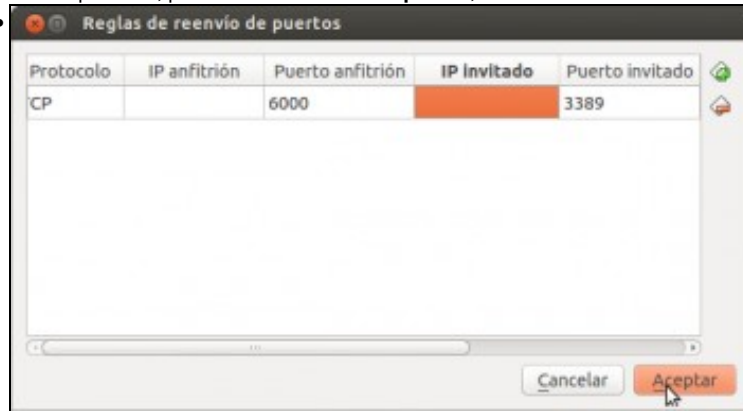 Reglas de reenvío de puertos
Protocolo IP anfitrión Puerto anfitrión IP invitado Puerto invitado
CP 6000 3389
Cancelar Aceptar